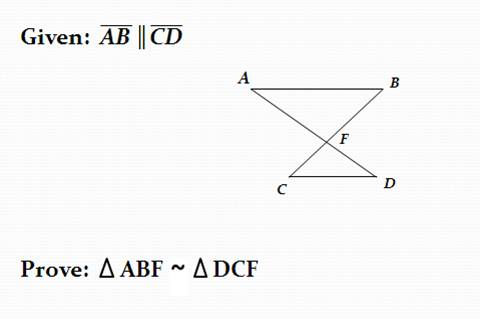 Given: AB ∥ CD
A
B
F
C
D
Prove: Δ ABF ~ Δ DCF